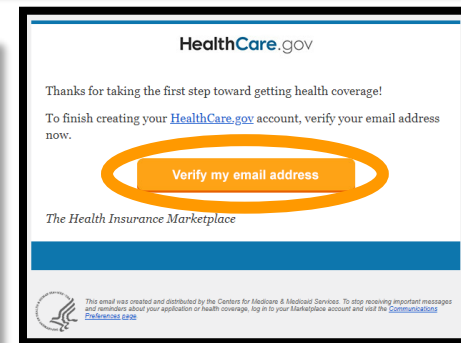 HealthCare.gov
Thanks for taking the first step toward getting health coverage!
To finish creating your HealthCare.gov account, verify your email address
now.
Verify my email address
The Health Insurance Marketplace
This email was created and distributed by the Centers for Medicare & Medicaid Services. To stop receiving important messages
and reminders about your application or health coverage, log in to your Marketplace account and visit the Communications
Preferences page.